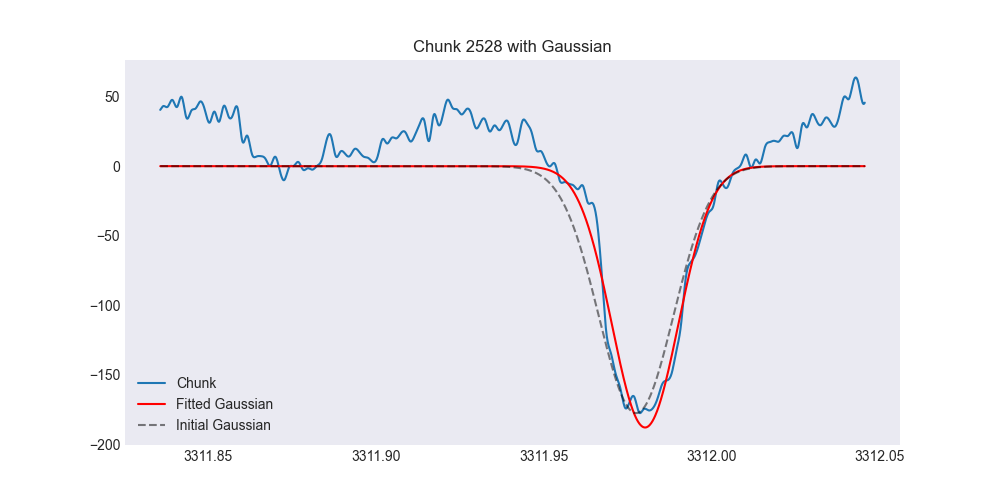 Chunk 2528 with Gaussian
50
0
−50
−100
−150
−200
Chunk
Fitted Gaussian
Initial Gaussian
3311.85 3311.90 3311.95 3312.00 3312.05